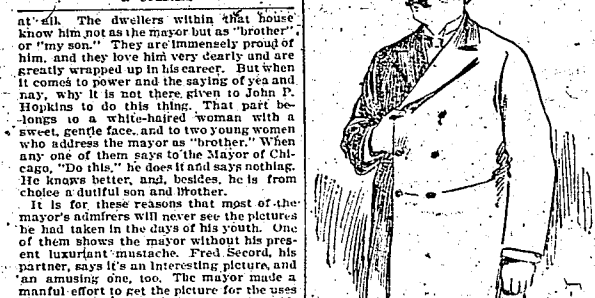 at all. The dwellers within that house
know him not as the mayor but as "brother"
or "my son." They are immensely proud of
him, and they love him very dearly and are
greatly wrapped up in his career. But when
it comes to power and the saying of yea and
nay, why it is not there given to John P.
Hopkins to do this thing. That part be-
longs to a white-haired woman with a
sweet, gentle face, and to two young women
who address the mayor as "brother." When
any one of them says to the Mayor of Chi-
cago, "Do this," he does it and says nothing.
He knows better, and, besides, he is from
choice a dutiful son and brother.
It is for these reasons that most of the
mayor's admirers will never see the pictures
he had taken in the days of his youth. One
of them shows the mayor without his pres-
ent luxuriant mustache. Fred Secord, his
partner, says it's an interesting picture, and
an amusing one, too. The mayor made a
manful effort to get the picture for the uses